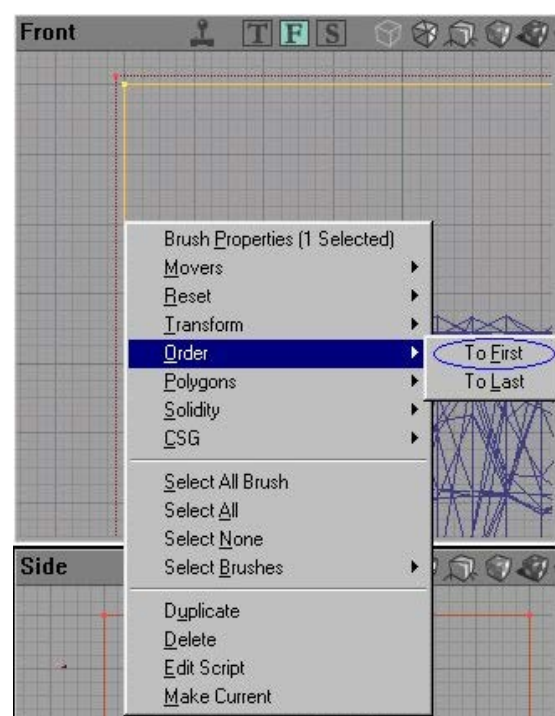 Front
T F S
Brush Properties (1 Selected)
Movers
Reset
Transform
Order
To First
Polygons
To Last
Solidity
CSG
Select All Brush
Select All
Select None
Select Brushes
Side
Duplicate
Delete
Edit Script
Make Current